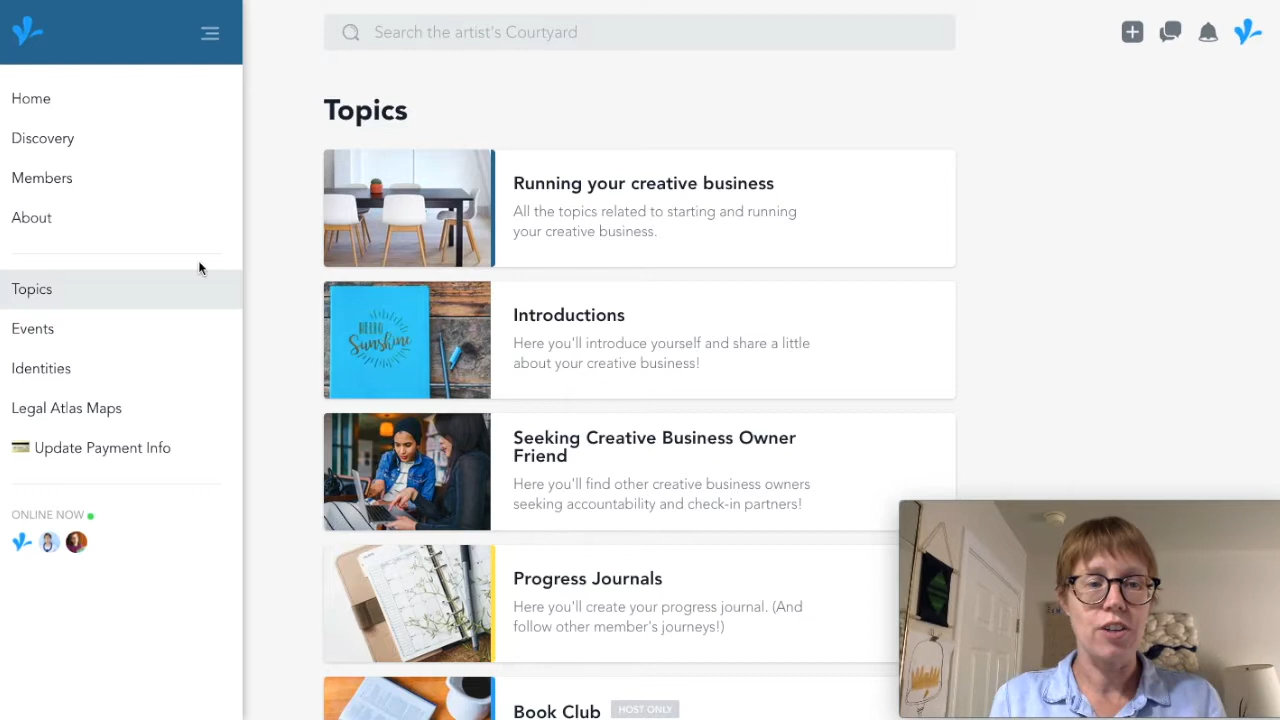 Search the artist's Courtyard
Home
Discovery
Members
About
Topics
Events
Identities
Legal Atlas Maps
Update Payment Info
ONLINE NOW
Topics
Running your creative business
All the topics related to starting and running
your creative business.
HELLO
Sunshine
Introductions
Here you'll introduce yourself and share a little
about your creative business!
Seeking Creative Business Owner
Friend
Here you'll find other creative business owners
seeking accountability and check-in partners!
Progress Journals
Here you'll create your progress journal. (And
follow other member's journeys!)
Book Club
HOST ONLY